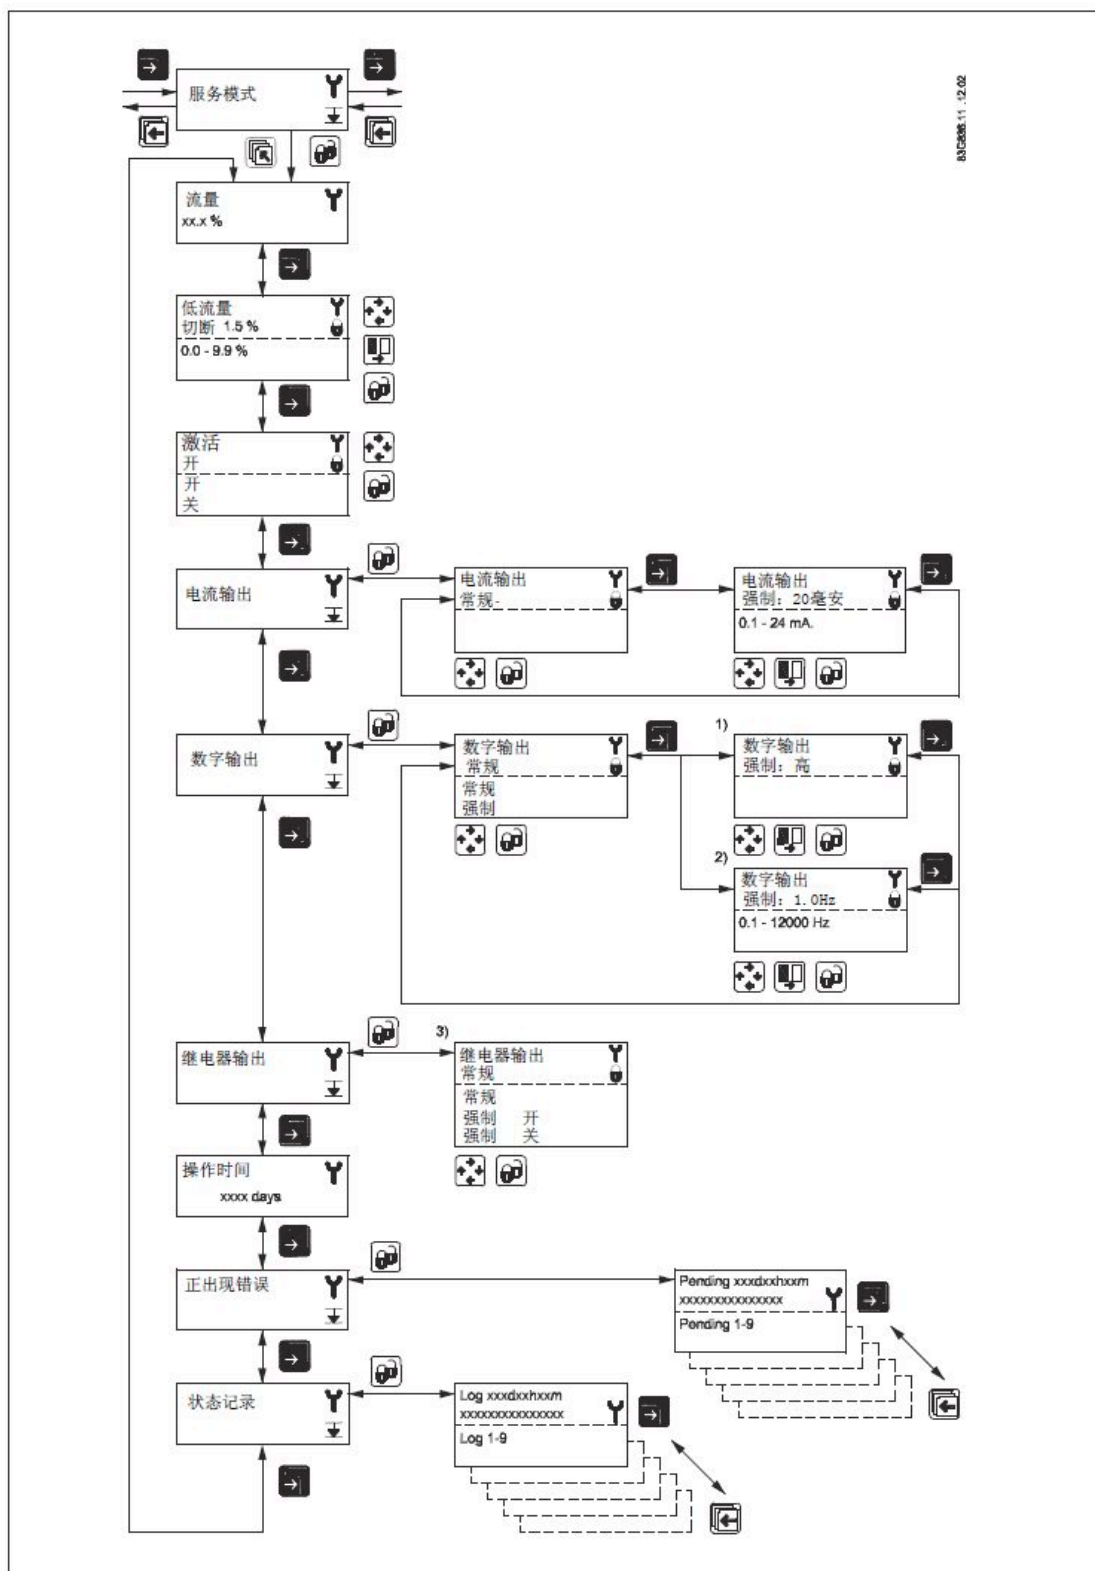 83G836.11 .12.02
服务模式
流量
xx.x %
低流量
切断 1.5 %
0.0 - 9.9 %
激活
开
开
关
电流输出
电流输出
常规-
电流输出
强制：20毫安
0.1 - 24 mA.
数字输出
数字输出
常规
常规
强制
1)
数字输出
强制：高
2)
数字输出
强制：1.0Hz
0.1 - 12000 Hz
继电器输出
3)
继电器输出
常规
常规
强制 开
强制 关
操作时间
xxxx days
正出现错误
Pending xxxdxxhxxm
xxxxxxxxxxxxxxx
Pending 1-9
状态记录
Log xxxdxxhxxm
xxxxxxxxxxxxxxx
Log 1-9